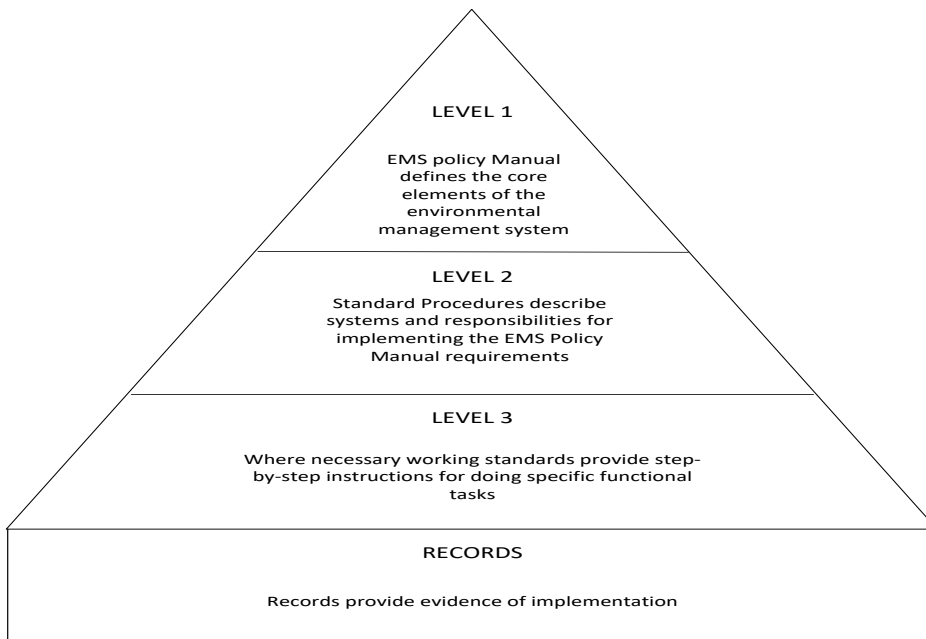 LEVEL 1
EMS policy Manual
defines the core
elements of the
environmental
management system
LEVEL 2
Standard Procedures describe
systems and responsibilities for
implementing the EMS Policy
Manual requirements
LEVEL 3
Where necessary working standards provide step-
by-step instructions for doing specific functional
tasks
RECORDS
Records provide evidence of implementation